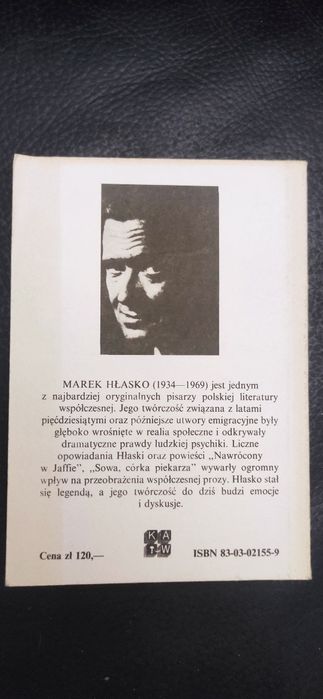 MAREK HŁASKO (1934—1969) jest jednym
z najbardziej oryginalnych pisarzy polskiej literatury
współczesnej. Jego twórczość związana z latami
pięćdziesiątymi oraz późniejsze utwory emigracyjne były
głęboko wrośnięte w realia społeczne i odkrywały
dramatyczne prawdy ludzkiej psychiki. Liczne
opowiadania Hłaski oraz powieści „Nawrócony
w Jaffie”, „Sowa, córka piekarza” wywarły ogromny
wpływ na przeobrażenia współczesnej prozy. Hłasko stał
się legendą, a jego twórczość do dziś budzi emocje
i dyskusje.
KAW
Cena zł 120,—
ISBN 83-03-02155-9